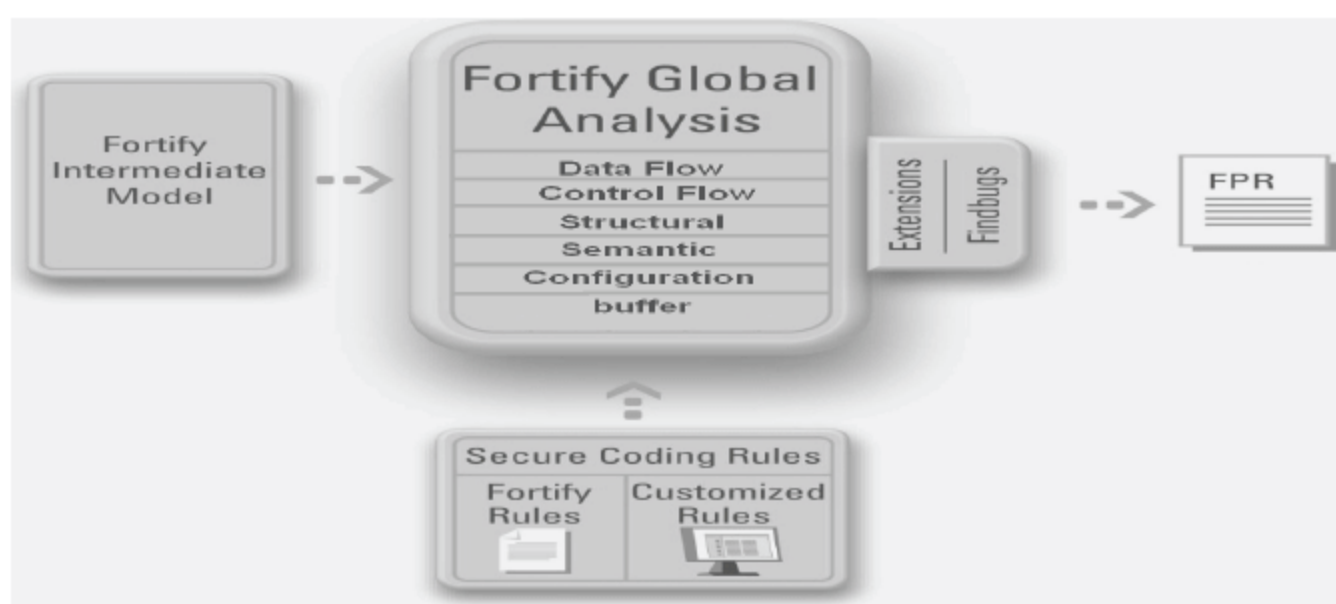 Fortify
Intermediate
Model
Fortify Global
Analysis
Data Flow
Control Flow
Structural
Semantic
Configuration
buffer
Extensions
Findbugs
FPR
Secure Coding Rules
Fortify
Rules
Customized
Rules